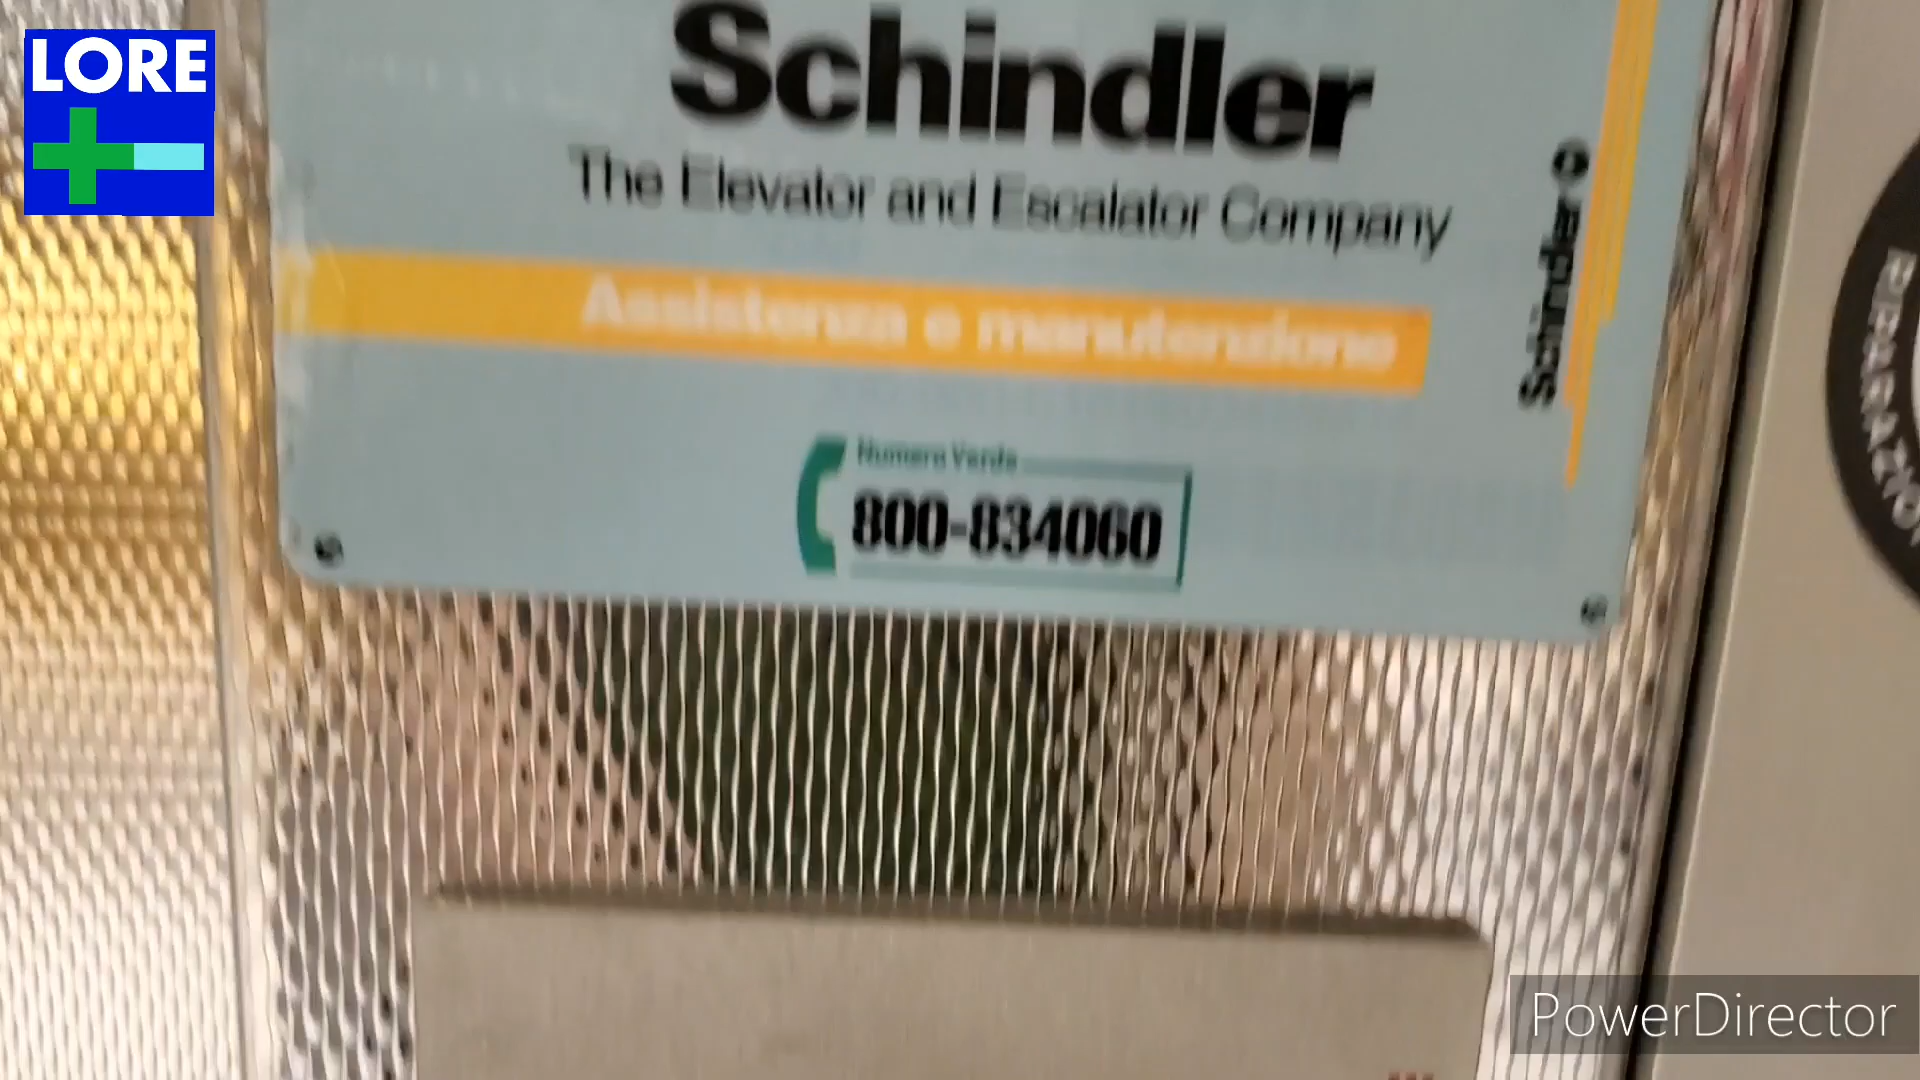 LORE
Schindler
The Elevator and Escalator Company
Assistenza e manutenzione
Schindler
Numero Verde
800-834060
PowerDirector